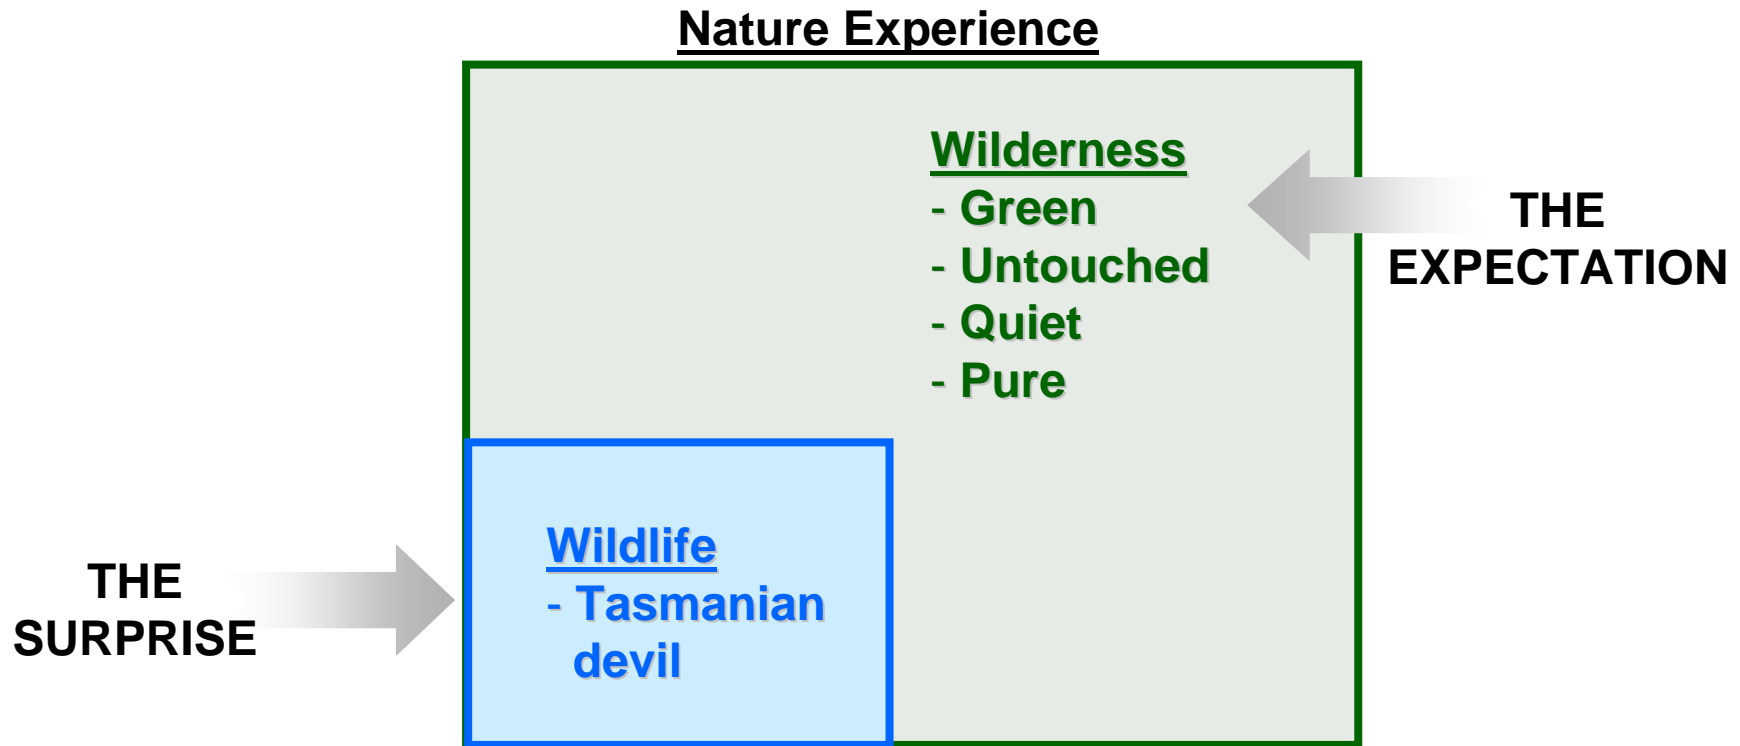 Nature Experience
Wilderness
- Green
- Untouched
- Quiet
- Pure
THE
EXPECTATION
Wildlife
- Tasmanian
devil
THE
SURPRISE